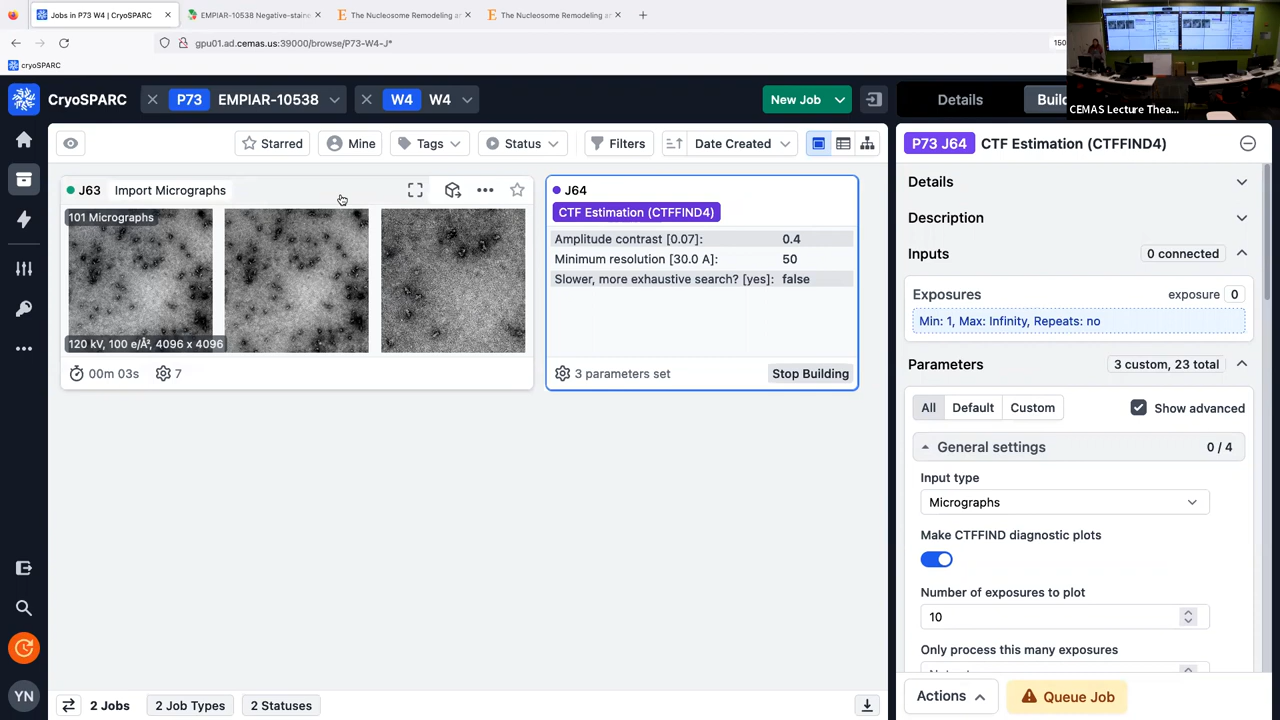 Jobs in P73 W4 | CryoSPARC
EMPIAR-10538 Negative-staine
The Nucleosome Remodeling a
The Nucleosome Remodeling ar
gpu01.ad.cemas.us:39000/browse/P73-W4-J*
150
cryoSPARC
CEMAS Lecture Thea...
CryoSPARC
P73
EMPIAR-10538
W4
W4
New Job
Details
Buil
Starred
Mine
Tags
Status
Filters
Date Created
P73 J64
CTF Estimation (CTFFIND4)
J63
Import Micrographs
101 Micrographs
120 kV, 100 e/Å², 4096 x 4096
00m 03s
7
J64
CTF Estimation (CTFFIND4)
Amplitude contrast [0.07]: 0.4
Minimum resolution [30.0 A]: 50
Slower, more exhaustive search? [yes]: false
3 parameters set
Stop Building
Details
Description
Inputs
0 connected
Exposures
exposure 0
Min: 1, Max: Infinity, Repeats: no
Parameters
3 custom, 23 total
All
Default
Custom
Show advanced
General settings
0 / 4
Input type
Micrographs
Make CTFFIND diagnostic plots
Number of exposures to plot
10
Only process this many exposures
Actions
Queue Job
YN
2 Jobs
2 Job Types
2 Statuses